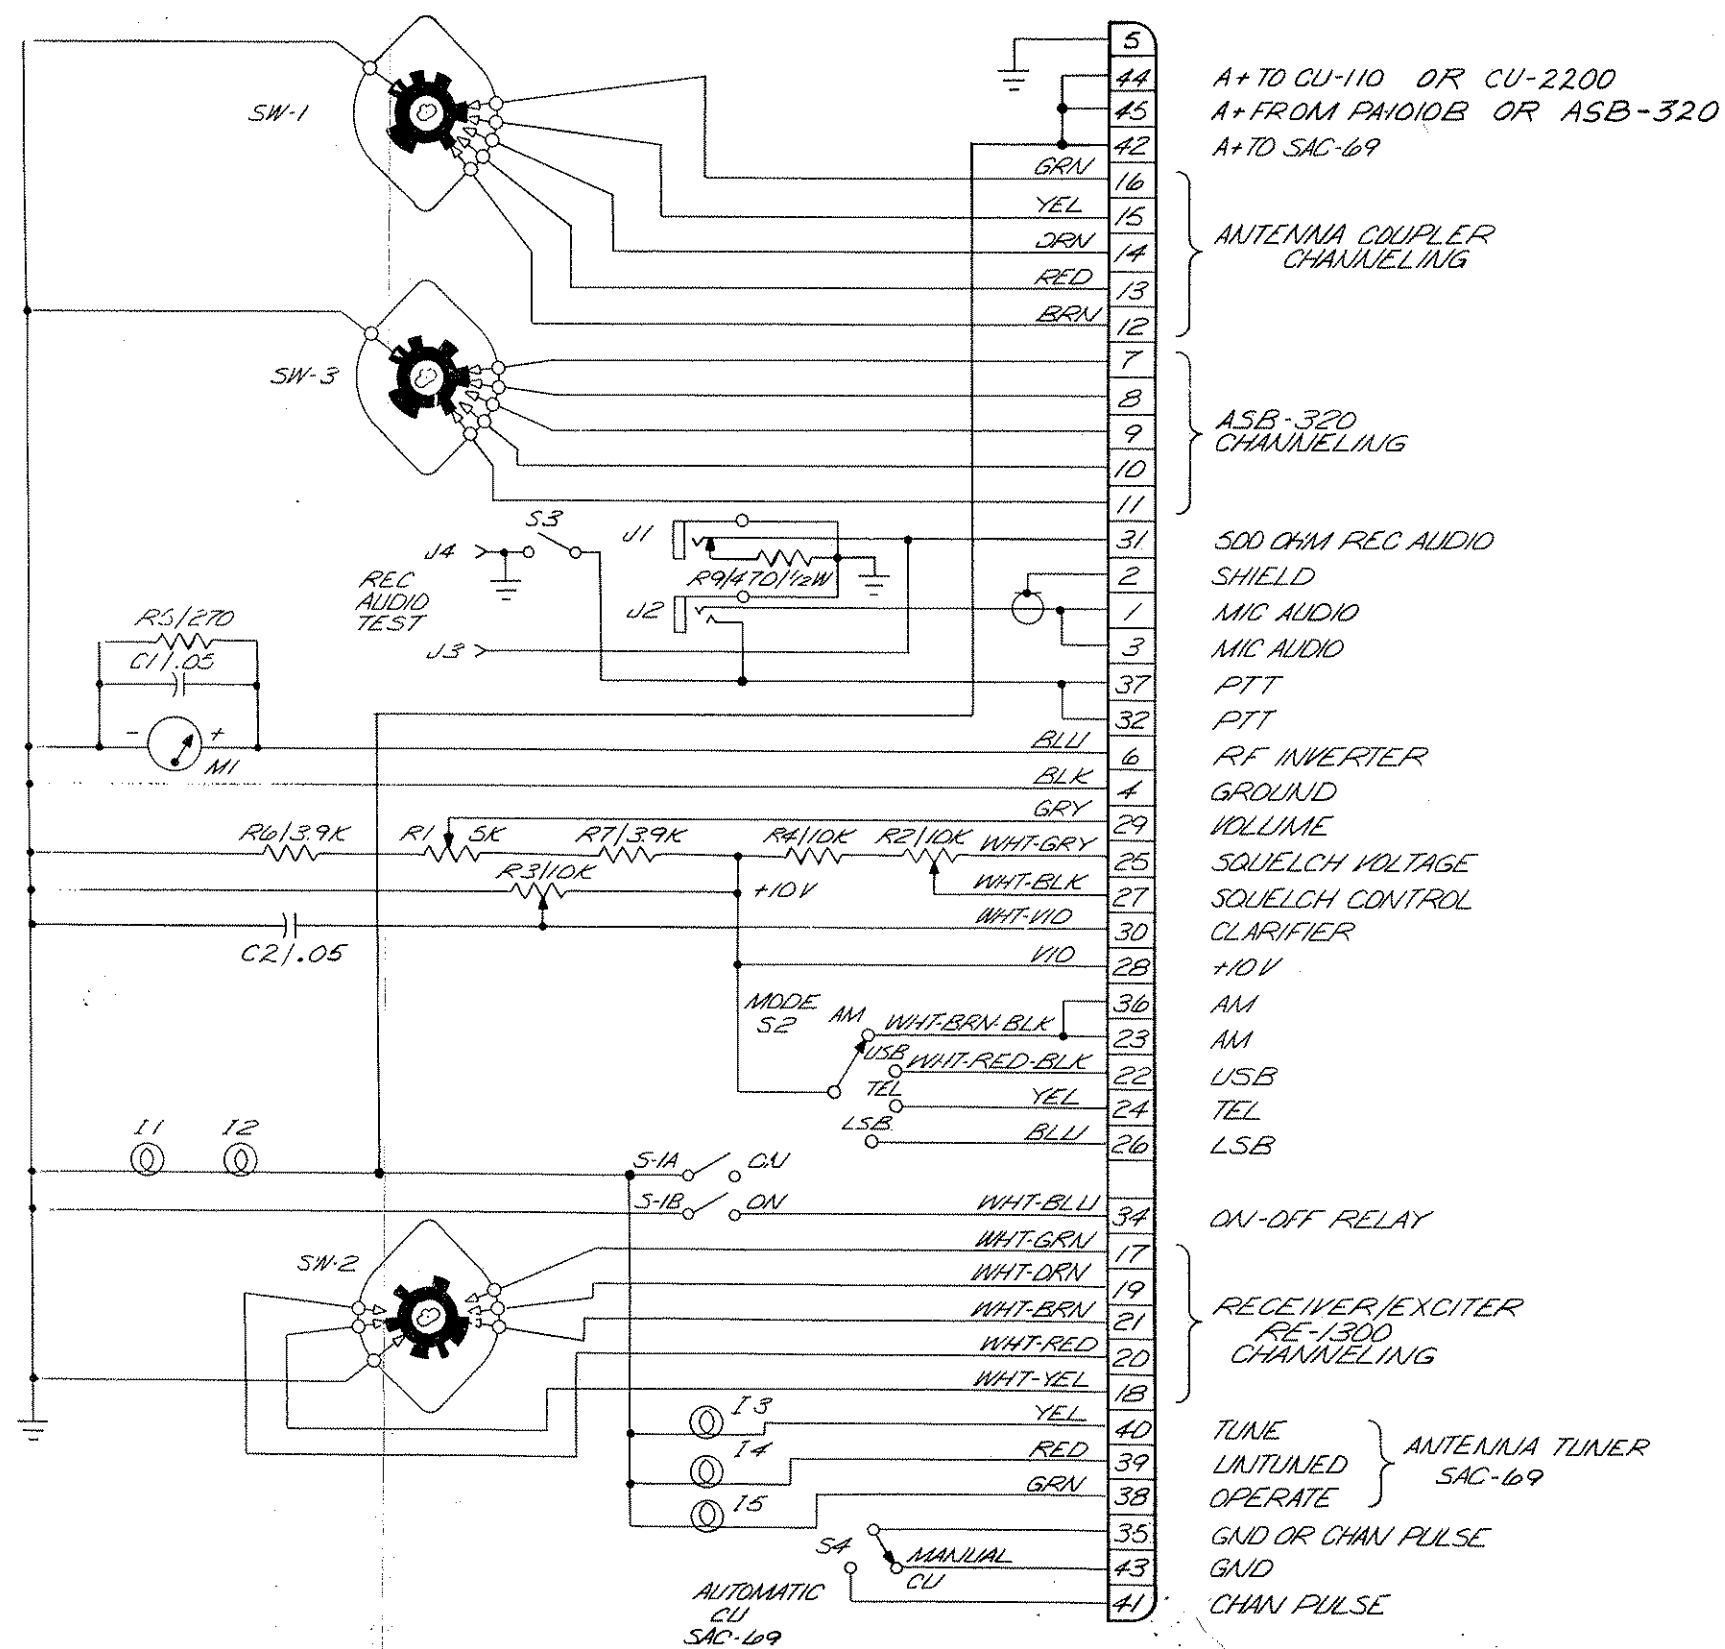 5
44 A+ TO CU-110 OR CU-2200
45 A+ FROM PA1010B OR ASB-320
42 A+ TO SAC-69
SW-1
GRN 16
YEL 15
ORN 14
RED 13
BRN 12
ANTENNA COUPLER
CHANNELING
SW-3
7
8
9
10
11
ASB-320
CHANNELING
S3
J1
J4
R9/470/1/2W
REC
AUDIO
TEST
J2
J3
31 500 OHM REC AUDIO
2 SHIELD
1 MIC AUDIO
3 MIC AUDIO
37 PTT
32 PTT
R5/270
C1/.05
- +
M1
BLU 6 RF INVERTER
BLK 4 GROUND
GRY 29 VOLUME
R6/3.9K R1 5K R7/3.9K R4/10K R2/10K WHT-GRY 25 SQUELCH VOLTAGE
R3/10K +10V WHT-BLK 27 SQUELCH CONTROL
C2/.05 WHT-VIO 30 CLARIFIER
VIO 28 +10V
MODE
S2
36 AM
AM WHT-BRN-BLK 23 AM
USB WHT-RED-BLK 22 USB
TEL YEL 24 TEL
LSB BLU 26 LSB
I1 I2
S-1A ON
S-1B ON WHT-BLU 34 ON-OFF RELAY
SW-2
WHT-GRN 17
WHT-ORN 19
WHT-BRN 21
WHT-RED 20
WHT-YEL 18
RECEIVER/EXCITER
RE-1300
CHANNELING
I3 YEL 40 TUNE
I4 RED 39 UNTUNED
I5 GRN 38 OPERATE
ANTENNA TUNER
SAC-69
35 GND OR CHAN PULSE
S4 MANUAL
CU
43 GND
41 CHAN PULSE
AUTOMATIC
CU
SAC-69